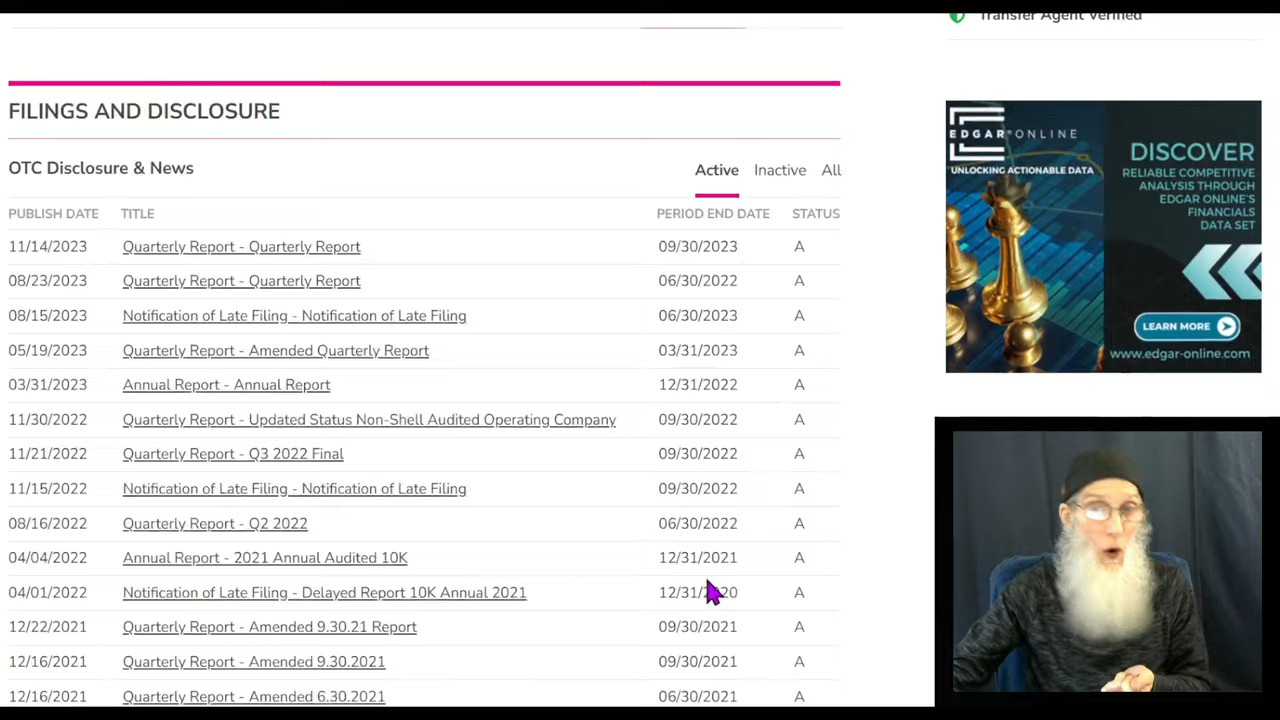 Transfer Agent Verified
FILINGS AND DISCLOSURE
OTC Disclosure & News
Active Inactive All
PUBLISH DATE TITLE PERIOD END DATE STATUS
11/14/2023 Quarterly Report - Quarterly Report 09/30/2023 A
08/23/2023 Quarterly Report - Quarterly Report 06/30/2022 A
08/15/2023 Notification of Late Filing - Notification of Late Filing 06/30/2023 A
05/19/2023 Quarterly Report - Amended Quarterly Report 03/31/2023 A
03/31/2023 Annual Report - Annual Report 12/31/2022 A
11/30/2022 Quarterly Report - Updated Status Non-Shell Audited Operating Company 09/30/2022 A
11/21/2022 Quarterly Report - Q3 2022 Final 09/30/2022 A
11/15/2022 Notification of Late Filing - Notification of Late Filing 09/30/2022 A
08/16/2022 Quarterly Report - Q2 2022 06/30/2022 A
04/04/2022 Annual Report - 2021 Annual Audited 10K 12/31/2021 A
04/01/2022 Notification of Late Filing - Delayed Report 10K Annual 2021 12/31/2020 A
12/22/2021 Quarterly Report - Amended 9.30.21 Report 09/30/2021 A
12/16/2021 Quarterly Report - Amended 9.30.2021 09/30/2021 A
12/16/2021 Quarterly Report - Amended 6.30.2021 06/30/2021 A
EDGAR® ONLINE
UNLOCKING ACTIONABLE DATA
DISCOVER
RELIABLE COMPETITIVE
ANALYSIS THROUGH
EDGAR ONLINE'S
FINANCIALS
DATA SET
LEARN MORE
www.edgar-online.com